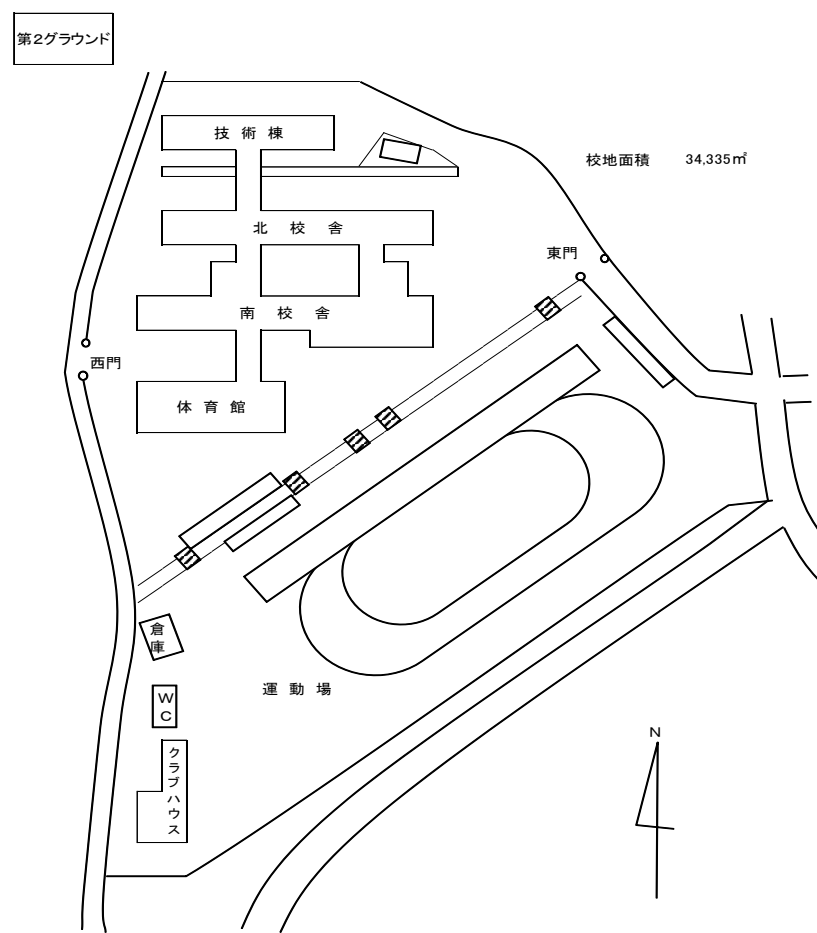 第2グラウンド
技術棟
校地面積 34,335㎡
北校舎
東門
南校舎
西門
体育館
倉庫
運動場
WC
N
クラブハウス